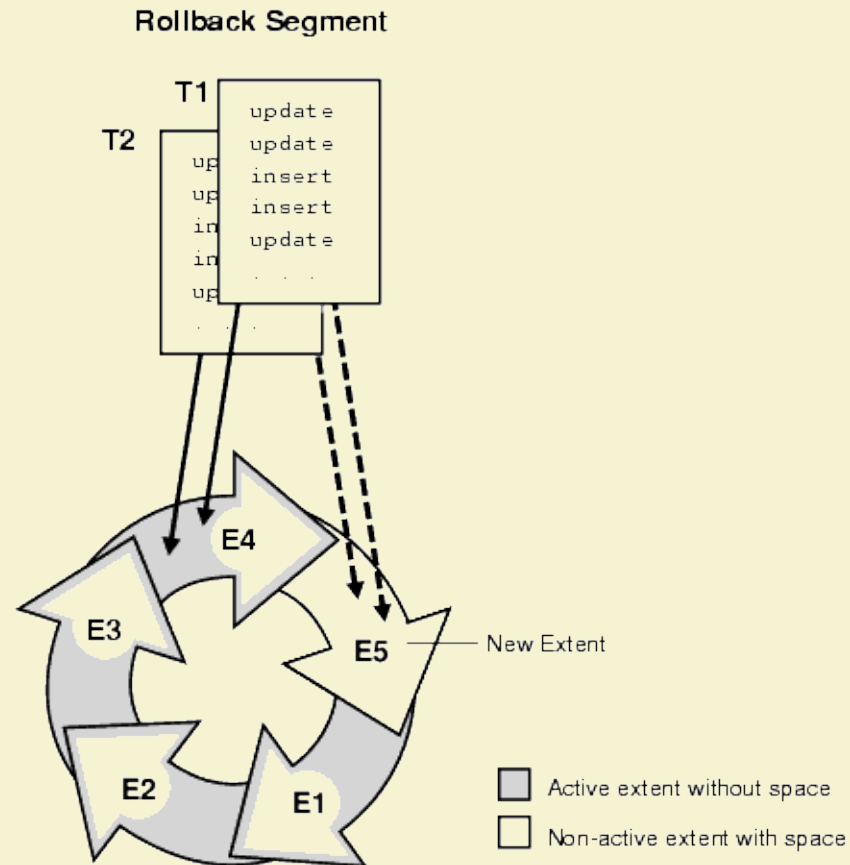 Rollback Segment
T1
update
update
insert
insert
update
. . .
T2
up
up
in
in
up
. . .
E4
E3
E5
New Extent
E2
E1
Active extent without space
Non-active extent with space